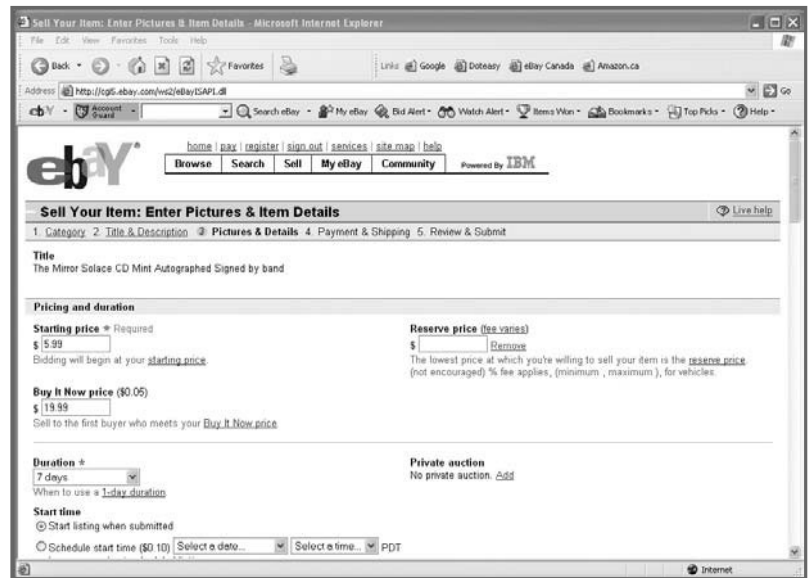 Sell Your Item: Enter Pictures & Item Details - Microsoft Internet Explorer
File Edit View Favorites Tools Help
Back Favorites Links Google Doteasy eBay Canada Amazon.ca
Address http://cgi5.ebay.com/ws2/eBayISAPI.dll Go
ebY Account Guard Search eBay My eBay Bid Alert Watch Alert Items Won Bookmarks Top Picks Help
home | pay | register | sign out | services | site map | help
ebaY Browse Search Sell My eBay Community Powered By IBM
Sell Your Item: Enter Pictures & Item Details Live help
1. Category 2. Title & Description 3 Pictures & Details 4. Payment & Shipping 5. Review & Submit
Title
The Mirror Solace CD Mint Autographed Signed by band
Pricing and duration
Starting price * Required Reserve price (fee varies)
$ 5.99 $ Remove
Bidding will begin at your starting price. The lowest price at which you're willing to sell your item is the reserve price.
(not encouraged) % fee applies, (minimum , maximum ), for vehicles.
Buy It Now price ($0.05)
$ 19.99
Sell to the first buyer who meets your Buy It Now price.
Duration * Private auction
7 days No private auction. Add
When to use a 1-day duration
Start time
Start listing when submitted
Schedule start time ($0.10) Select a date... Select a time... PDT
Internet